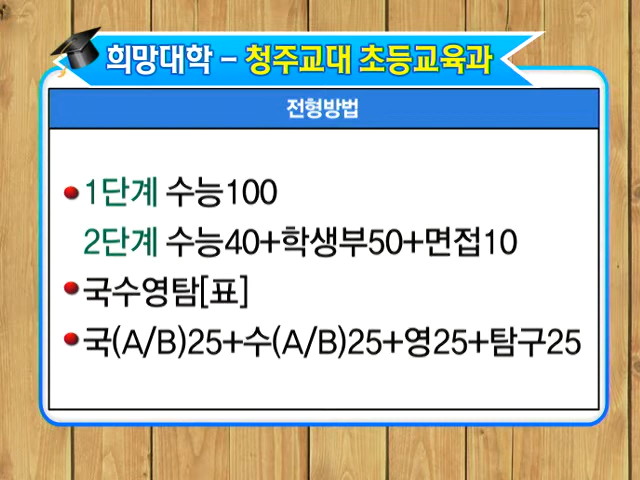 희망대학 - 청주교대 초등교육과
전형방법
1단계 수능100
2단계 수능40+학생부50+면접10
국수영탐[표]
국(A/B)25+수(A/B)25+영25+탐구25